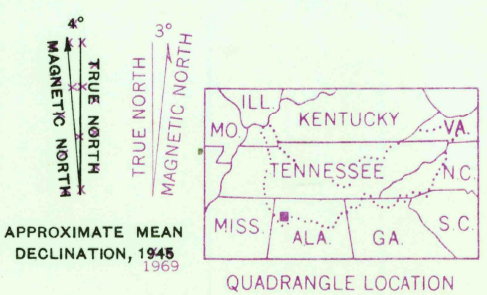 4°
MAGNETIC NORTH
TRUE NORTH
3°
TRUE NORTH
MAGNETIC NORTH
APPROXIMATE MEAN
DECLINATION, 1945
1969
ILL.
KENTUCKY
VA.
MO.
TENNESSEE
N.C.
MISS.
ALA.
GA.
S.C.
QUADRANGLE LOCATION